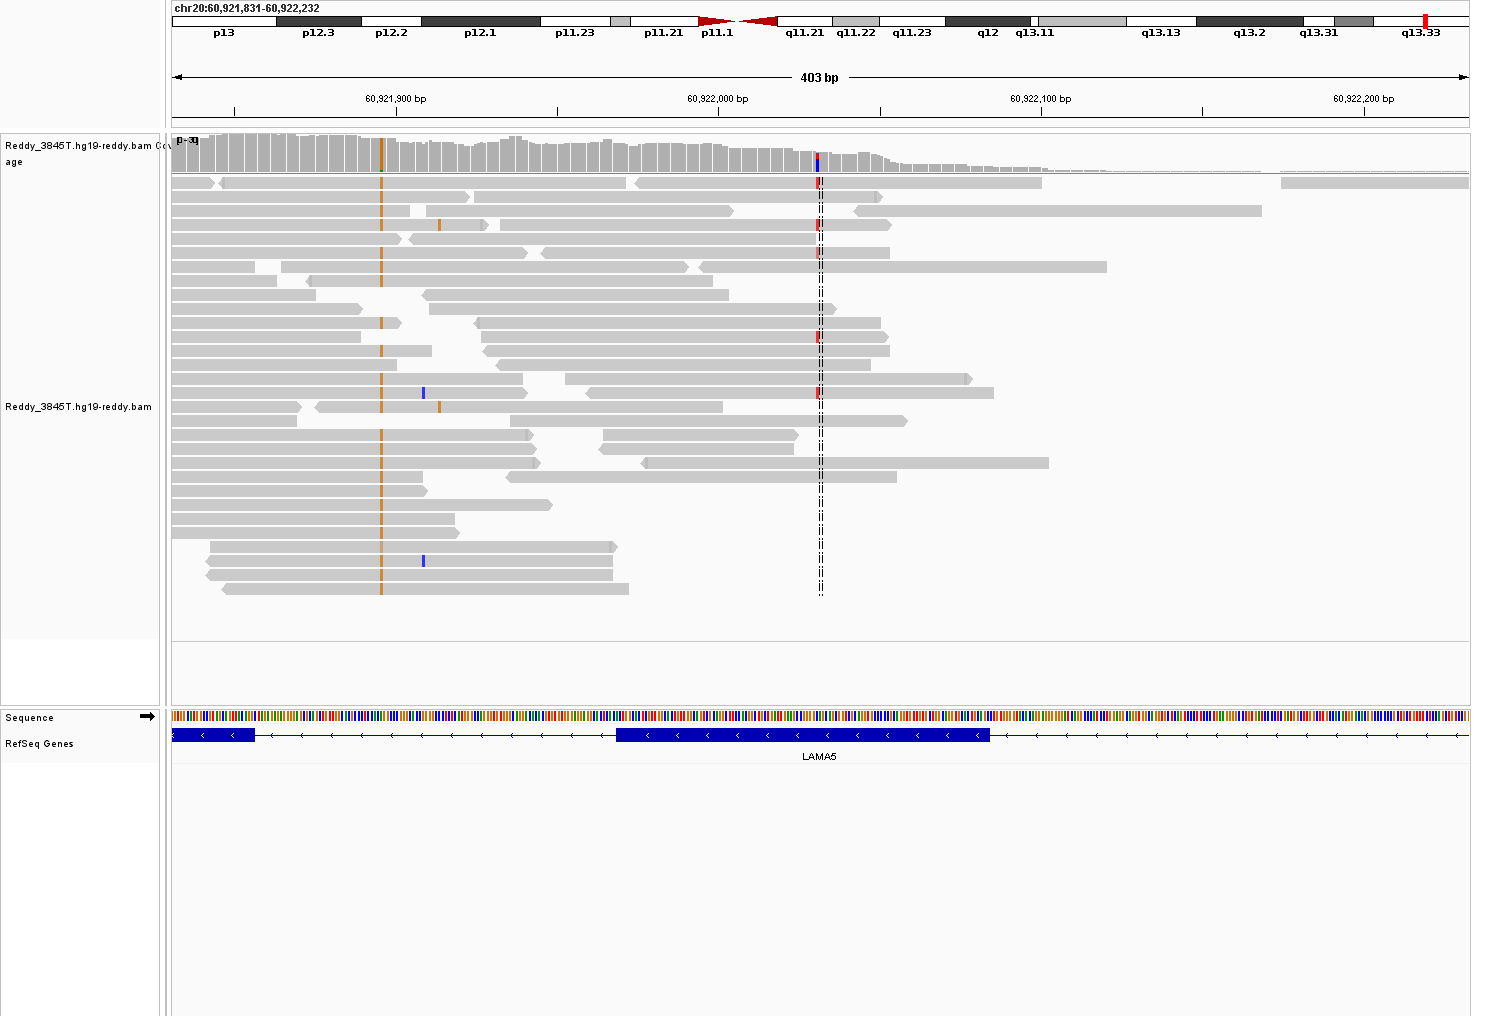 chr20:60,921,831-60,922,232
p13 p12.3 p12.2 p12.1 p11.23 p11.21 p11.1 q11.21 q11.22 q11.23 q12 q13.11 q13.13 q13.2 q13.31 q13.33
403 bp
60,921,900 bp 60,922,000 bp 60,922,100 bp 60,922,200 bp
Reddy_3845T.hg19-reddy.bam Cov
age
Reddy_3845T.hg19-reddy.bam
Sequence
RefSeq Genes
LAMA5